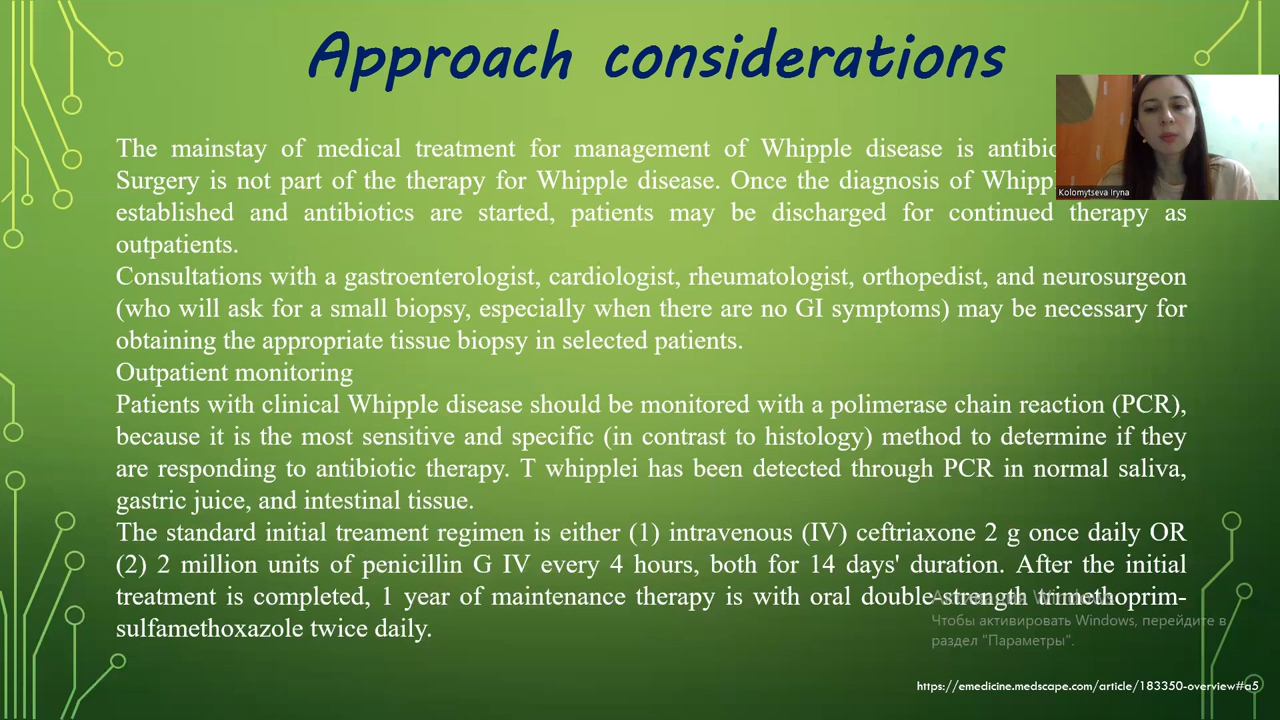 Approach considerations
The mainstay of medical treatment for management of Whipple disease is
Surgery is not part of the therapy for Whipple disease. Once the diagnosis of
established and antibiotics are started, patients may be discharged for continued therapy as
outpatients.
Consultations with a gastroenterologist, cardiologist, rheumatologist, orthopedist, and neurosurgeon
(who will ask for a small biopsy, especially when there are no GI symptoms) may be necessary for
obtaining the appropriate tissue biopsy in selected patients.
Outpatient monitoring
Patients with clinical Whipple disease should be monitored with a polimerase chain reaction (PCR),
because it is the most sensitive and specific (in contrast to histology) method to determine if they
are responding to antibiotic therapy. T whipplei has been detected through PCR in normal saliva,
gastric juice, and intestinal tissue.
The standard initial treament regimen is either (1) intravenous (IV) ceftriaxone 2 g once daily OR
(2) 2 million units of penicillin G IV every 4 hours, both for 14 days' duration. After the initial
treatment is completed, 1 year of maintenance therapy is with oral double-strength trimethoprim-
sulfamethoxazole twice daily.
Kolomytseva Iryna
Чтобы активировать Windows, перейдите в
раздел "Параметры".
https://emedicine.medscape.com/article/183350-overview#a5